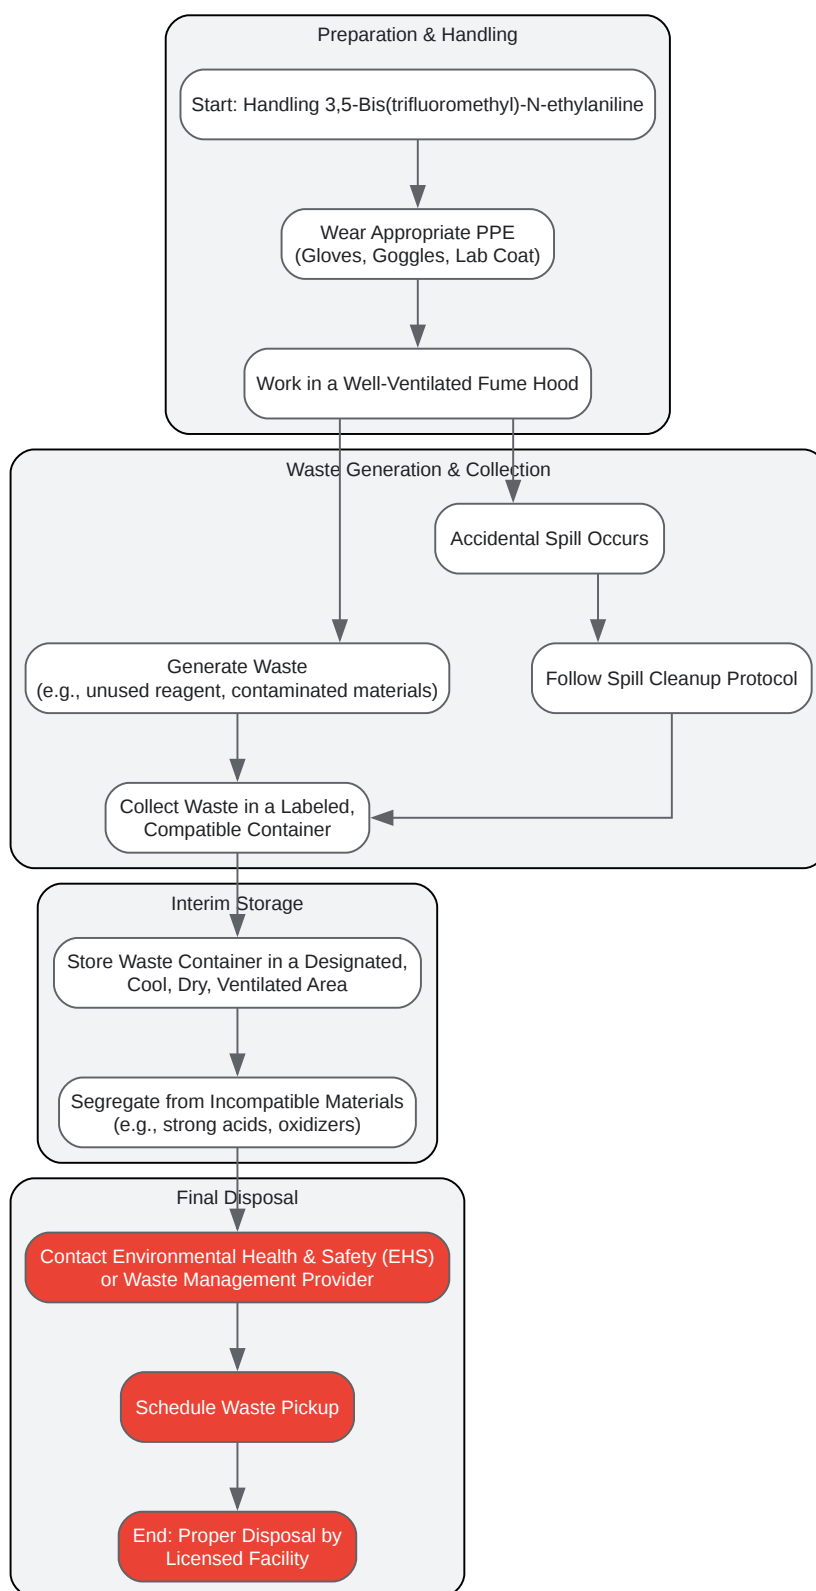 Preparation & Handling
Start: Handling 3,5-Bis(trifluoromethyl)-N-ethylaniline
Wear Appropriate PPE
(Gloves, Goggles, Lab Coat)
Work in a Well-Ventilated Fume Hood
Waste Generation & Collection
Accidental Spill Occurs
Generate Waste
(e.g., unused reagent, contaminated materials)
Follow Spill Cleanup Protocol
Collect Waste in a Labeled,
Compatible Container
Interim Storage
Store Waste Container in a Designated,
Cool, Dry, Ventilated Area
Segregate from Incompatible Materials
(e.g., strong acids, oxidizers)
Final Disposal
Contact Environmental Health & Safety (EHS)
or Waste Management Provider
Schedule Waste Pickup
End: Proper Disposal by
Licensed Facility